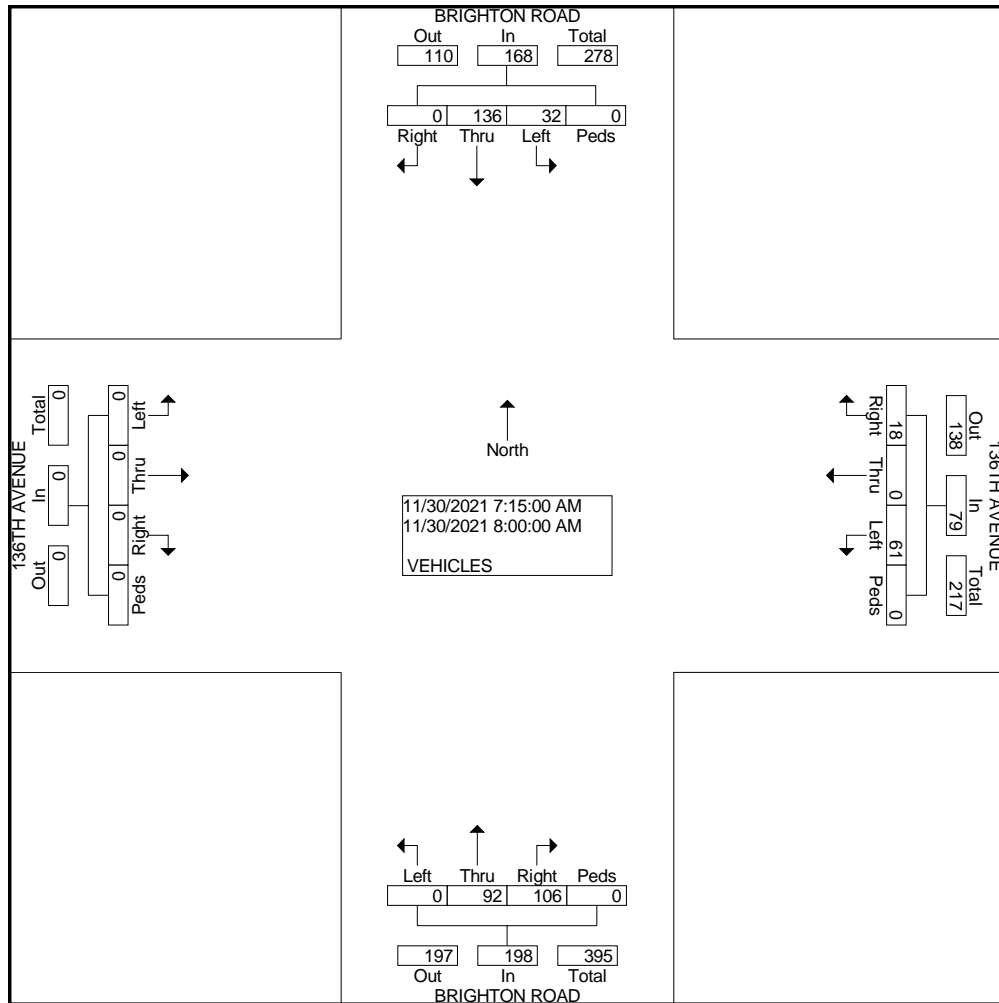 BRIGHTON ROAD
Out In Total
110 168 278
0 136 32 0
Right Thru Left Peds
136TH AVENUE
Total In Out
0 0 0
0 0 0 0
Left Thru Right Peds
North
11/30/2021 7:15:00 AM
11/30/2021 8:00:00 AM
VEHICLES
Right Thru Left Peds
18 0 61 0
Out In Total
138 79 217
136TH AVENUE
Left Thru Right Peds
0 92 106 0
197 198 395
Out In Total
BRIGHTON ROAD